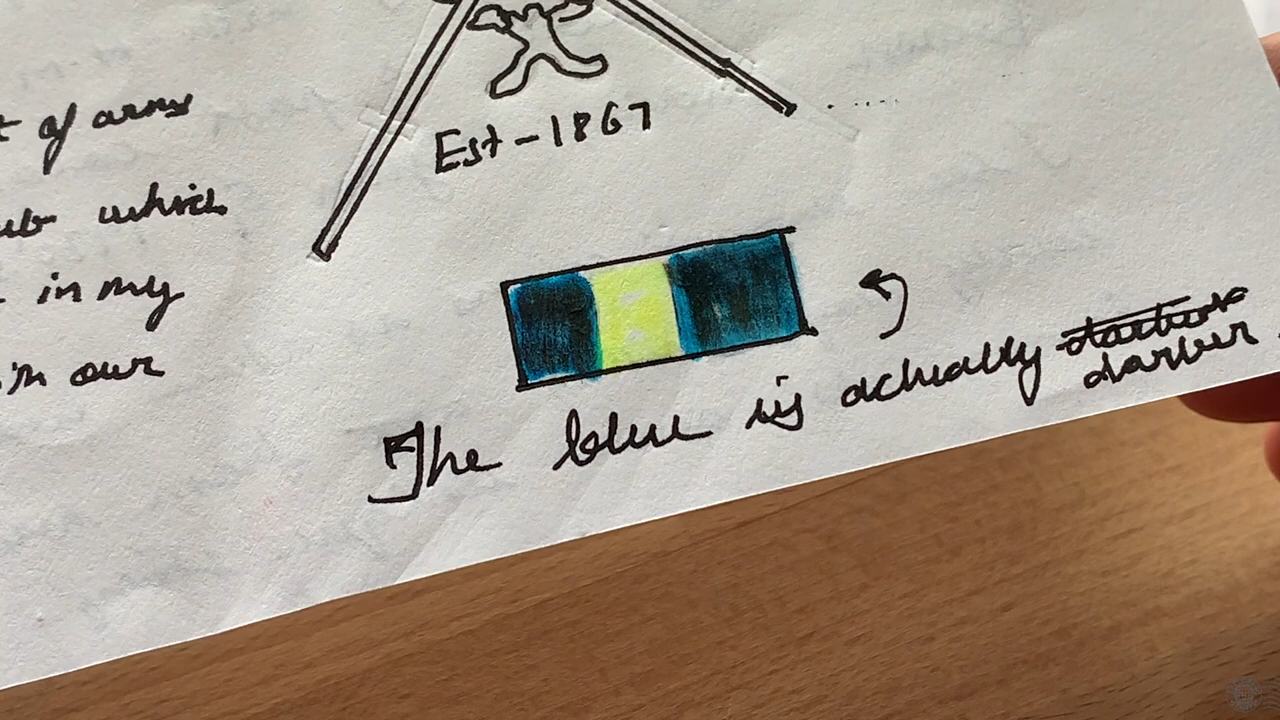 of arms
which
in my
in our
Est-1867
The blue is actually darker